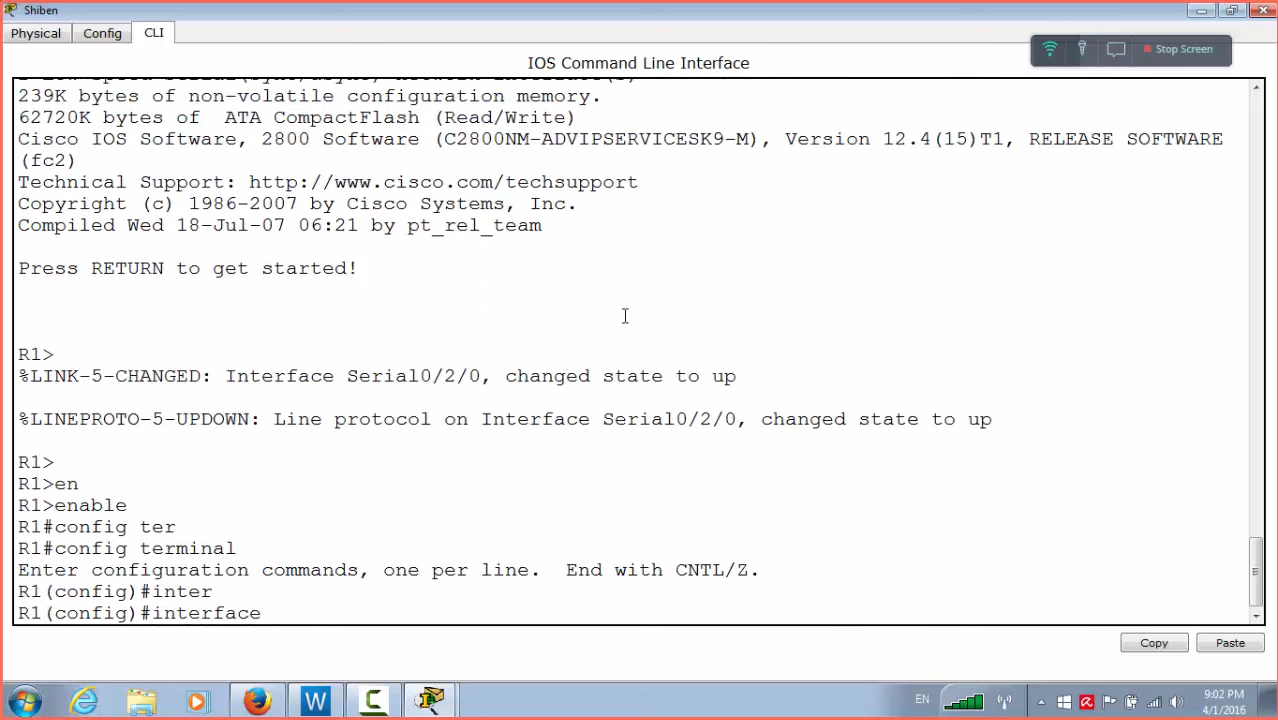 Shiben
Physical
Config
CLI
Stop Screen
IOS Command Line Interface
239K bytes of non-volatile configuration memory.
62720K bytes of  ATA CompactFlash (Read/Write)
Cisco IOS Software, 2800 Software (C2800NM-ADVIPSERVICESK9-M), Version 12.4(15)T1, RELEASE SOFTWARE
(fc2)
Technical Support: http://www.cisco.com/techsupport
Copyright (c) 1986-2007 by Cisco Systems, Inc.
Compiled Wed 18-Jul-07 06:21 by pt_rel_team
Press RETURN to get started!
R1>
%LINK-5-CHANGED: Interface Serial0/2/0, changed state to up
%LINEPROTO-5-UPDOWN: Line protocol on Interface Serial0/2/0, changed state to up
R1>
R1>en
R1>enable
R1#config ter
R1#config terminal
Enter configuration commands, one per line.  End with CNTL/Z.
R1(config)#inter
R1(config)#interface
Copy
Paste
EN
9:02 PM
4/1/2016